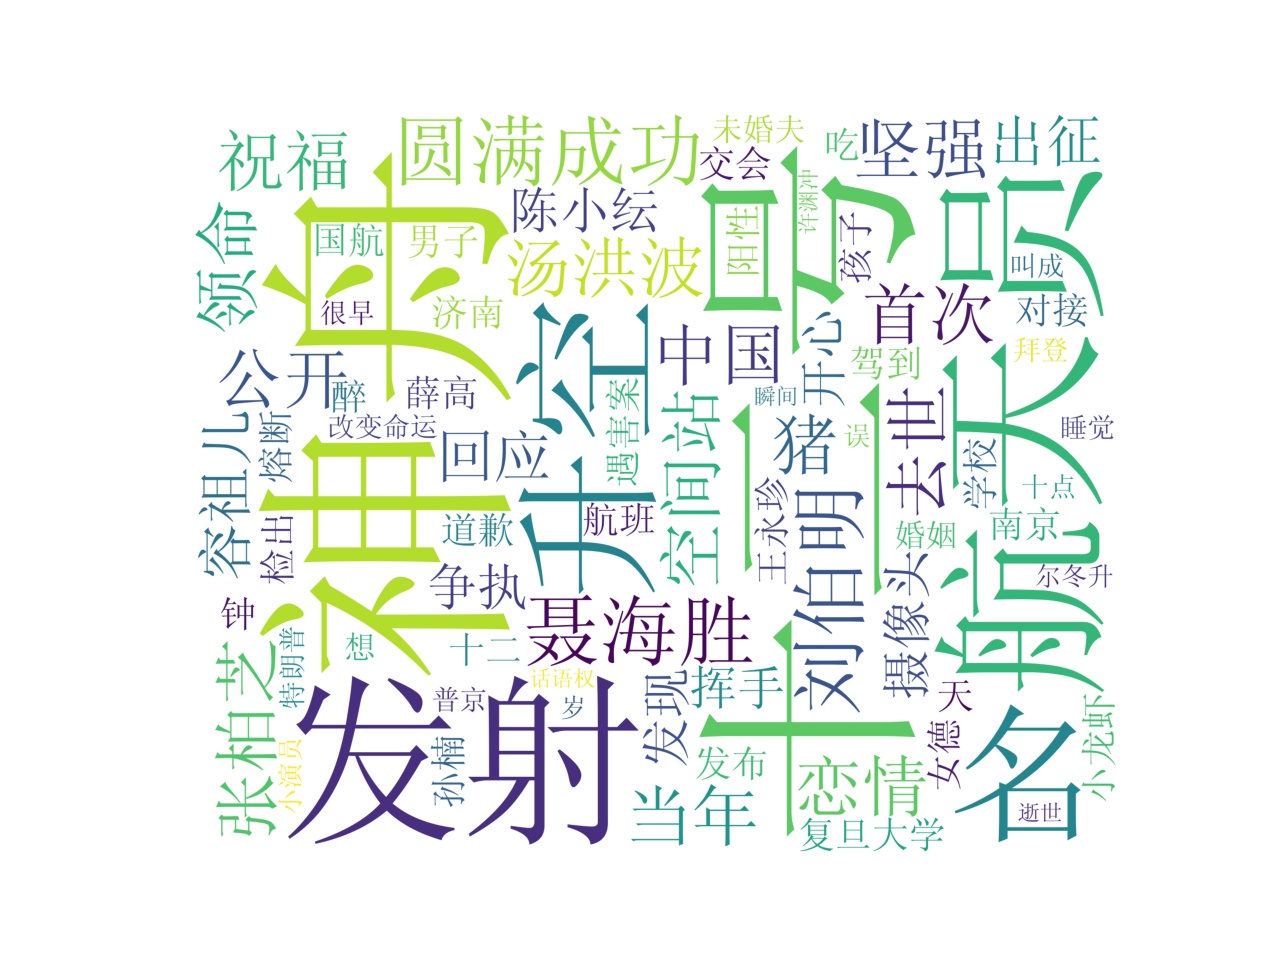 祝福
圆满成功
未婚夫
吃
坚强
出征
领命
神舟
国航
男子
陈小纭
汤洪波
交会
阳性
十二号
许渊冲
孩子
航天员
叫成
很早
济南
首次
对接
公开
醉
薛高
升空
中国
开心
驾到
拜登
瞬间
改变命运
容祖儿
熔断
回应
遇害案
空间站
猪
误
去世
睡觉
学校
十点
检出
道歉
航班
王永珍
刘伯明
婚姻
南京
尔冬升
钟
争执
聂海胜
摄像头
张柏芝
特朗普
想
十二
话语权
发射
普京
岁
发现
挥手
天
名
小演员
孙楠
发布
恋情
女德
小龙虾
当年
复旦大学
逝世